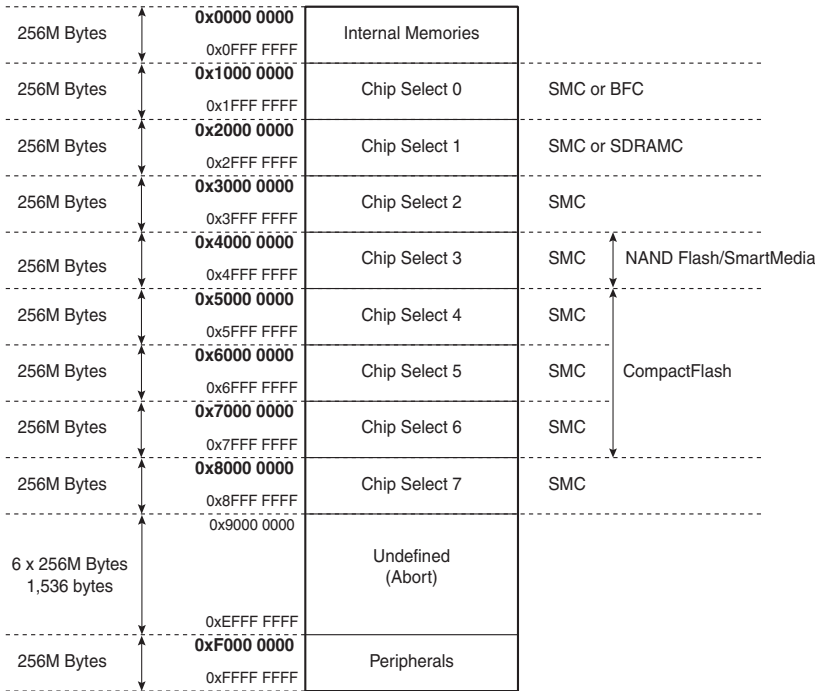 0x0000 0000
256M Bytes
Internal Memories
0x0FFF FFFF
0x1000 0000
256M Bytes
Chip Select 0
SMC or BFC
0x1FFF FFFF
0x2000 0000
256M Bytes
Chip Select 1
SMC or SDRAMC
0x2FFF FFFF
0x3000 0000
256M Bytes
Chip Select 2
SMC
0x3FFF FFFF
0x4000 0000
256M Bytes
Chip Select 3
SMC
NAND Flash/SmartMedia
0x4FFF FFFF
0x5000 0000
256M Bytes
Chip Select 4
SMC
0x5FFF FFFF
0x6000 0000
256M Bytes
Chip Select 5
SMC
CompactFlash
0x6FFF FFFF
0x7000 0000
256M Bytes
Chip Select 6
SMC
0x7FFF FFFF
0x8000 0000
256M Bytes
Chip Select 7
SMC
0x8FFF FFFF
0x9000 0000
6 x 256M Bytes
1,536 bytes
Undefined
(Abort)
0xEFFF FFFF
0xF000 0000
256M Bytes
Peripherals
0xFFFF FFFF